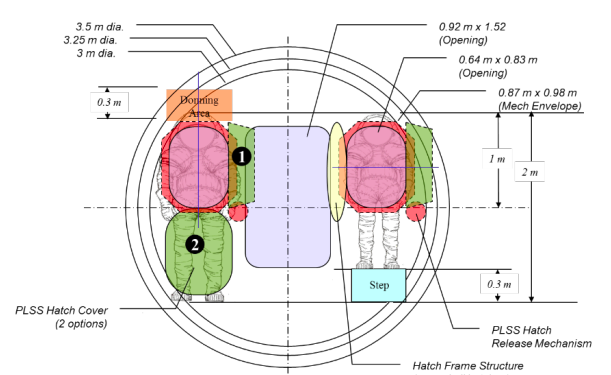 3.5 m dia.
3.25 m dia.
3 m dia.
0.92 m x 1.52
(Opening)
0.64 m x 0.83 m
(Opening)
0.87 m x 0.98 m
(Mech Envelope)
0.3 m
Donning
Area
1
1 m
2 m
2
Step
0.3 m
PLSS Hatch Cover
(2 options)
PLSS Hatch
Release Mechanism
Hatch Frame Structure